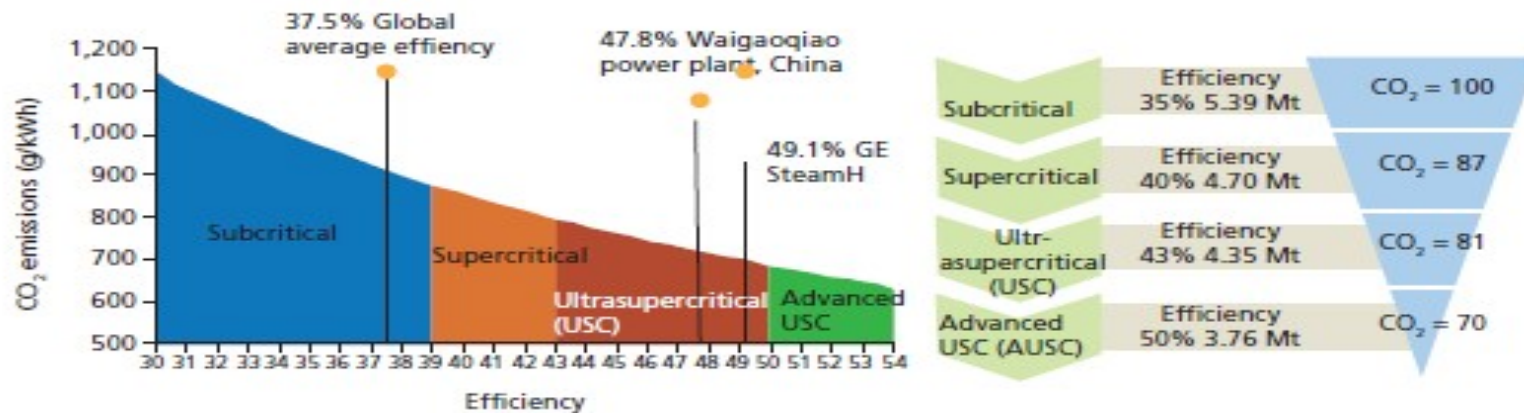 37.5% Global
average effiency
47.8% Waigaoqiao
power plant, China
49.1% GE
SteamH
CO₂ emissions (g/kWh)
1,200
1,100
1,000
900
800
700
600
500
Subcritical
Supercritical
Ultrasupercritical
(USC)
Advanced
USC
30 31 32 33 34 35 36 37 38 39 40 41 42 43 44 45 46 47 48 49 50 51 52 53 54
Efficiency
Subcritical
Efficiency
35% 5.39 Mt
CO₂ = 100
Supercritical
Efficiency
40% 4.70 Mt
CO₂ = 87
Ultr-
asupercritical
(USC)
Efficiency
43% 4.35 Mt
CO₂ = 81
Advanced
USC (AUSC)
Efficiency
50% 3.76 Mt
CO₂ = 70